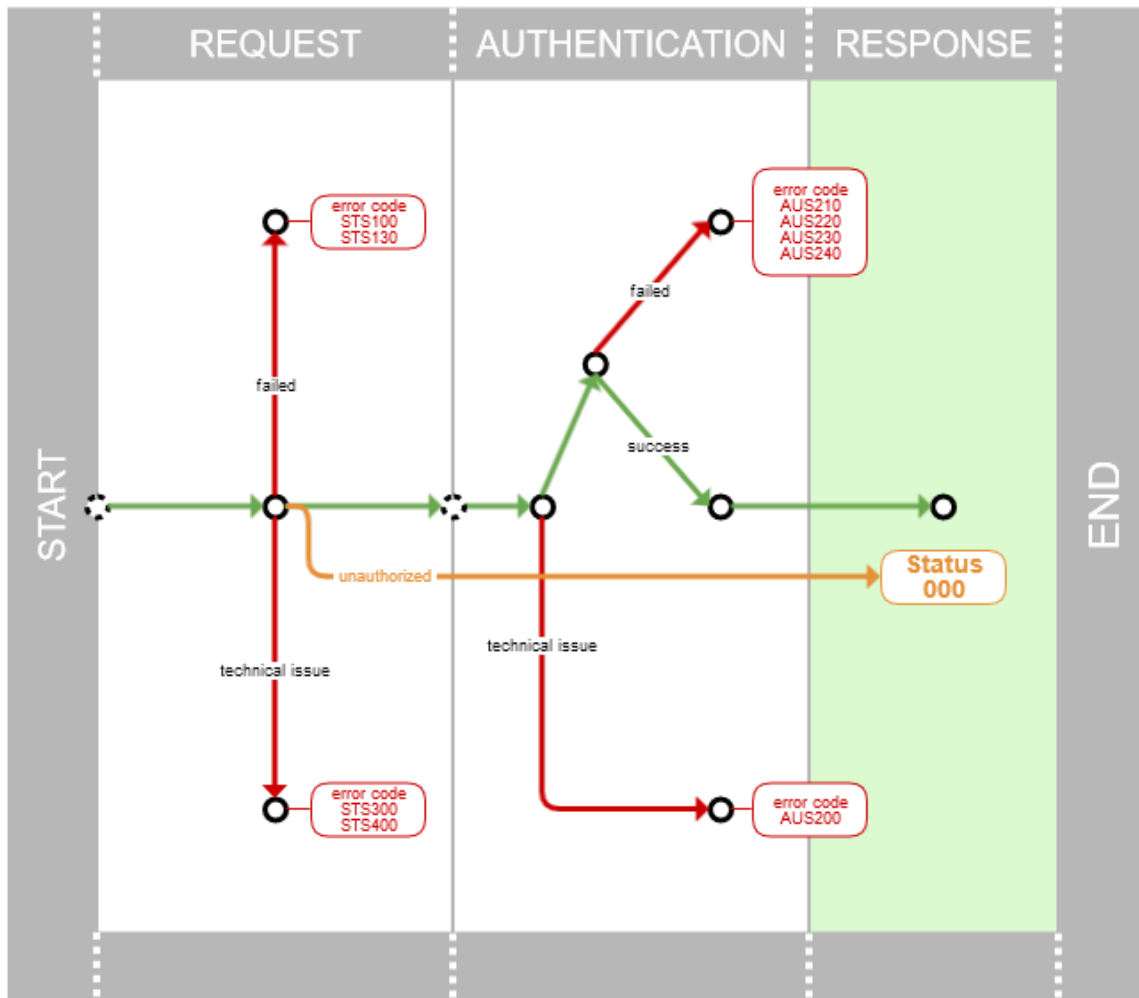 REQUEST
AUTHENTICATION
RESPONSE
START
END
error code
STS100
STS130
error code
AUS210
AUS220
AUS230
AUS240
failed
failed
success
unauthorized
Status
000
technical issue
technical issue
error code
STS300
STS400
error code
AUS200